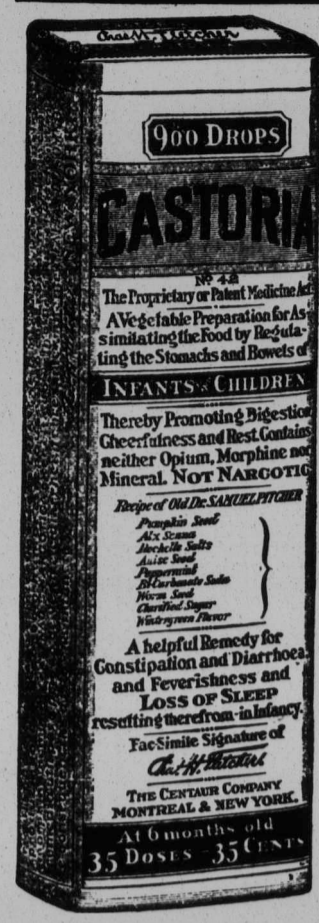 Chas. H. Fletcher
900 DROPS
CASTORIA
No 42
The Proprietary or Patent Medicine Act
A Vegetable Preparation for As-
similating the Food by Regula-
ting the Stomachs and Bowels of
INFANTS & CHILDREN
Thereby Promoting Digestion
Cheerfulness and Rest. Contains
neither Opium, Morphine nor
Mineral. NOT NARCOTIC
Recipe of Old Dr. SAMUEL PITCHER
Pumpkin Seed
Alx Senna
Rochelle Salts
Anise Seed
Peppermint
Bi Carbonate Soda
Worm Seed
Clarified Sugar
Wintergreen Flavor
A helpful Remedy for
Constipation and Diarrhoea
and Feverishness and
LOSS OF SLEEP
resulting therefrom-in Infancy.
Fac-Simile Signature of
Chas. H. Fletcher
THE CENTAUR COMPANY
MONTREAL & NEW YORK.
At 6 months old
35 DOSES - 35 CENTS